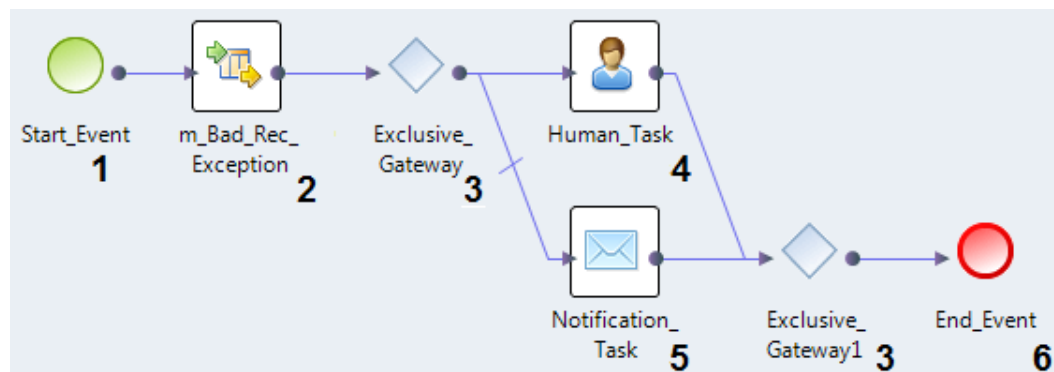 Start_Event
1
m_Bad_Rec_
Exception
2
Exclusive_
Gateway
3
Human_Task
4
Notification_
Task
5
Exclusive_
Gateway1
3
End_Event
6